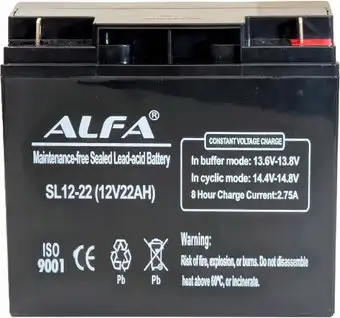 ALFA®
Maintenance-free Sealed Lead-acid Battery
SL12-22 (12V22AH)
CONSTANT VOLTAGE CHARGE
In buffer mode: 13.6V-13.8V
In cyclic mode: 14.4V-14.8V
8 Hour Charge Current:2.75A
ISO
9001
Pb
Pb
Warning:
Risk of fire, explosion, or burns. Do not disassemble
heat above 60°C, or incinerate.